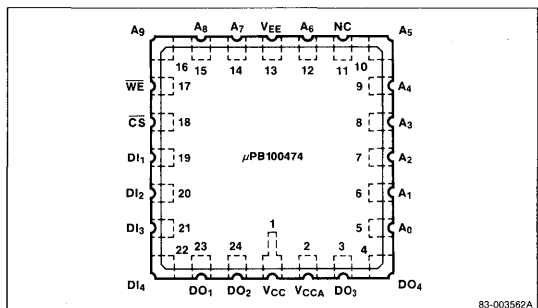 A9 A8 A7 VEE A6 NC A5
16 15 14 13 12 11 10
WE 17 9 A4
CS 18 8 A3
DI1 19 μPB100474 7 A2
DI2 20 6 A1
DI3 21 1 5 A0
22 23 24 2 3 4
DI4 DO1 DO2 VCC VCCA DO3 DO4
83-003562A